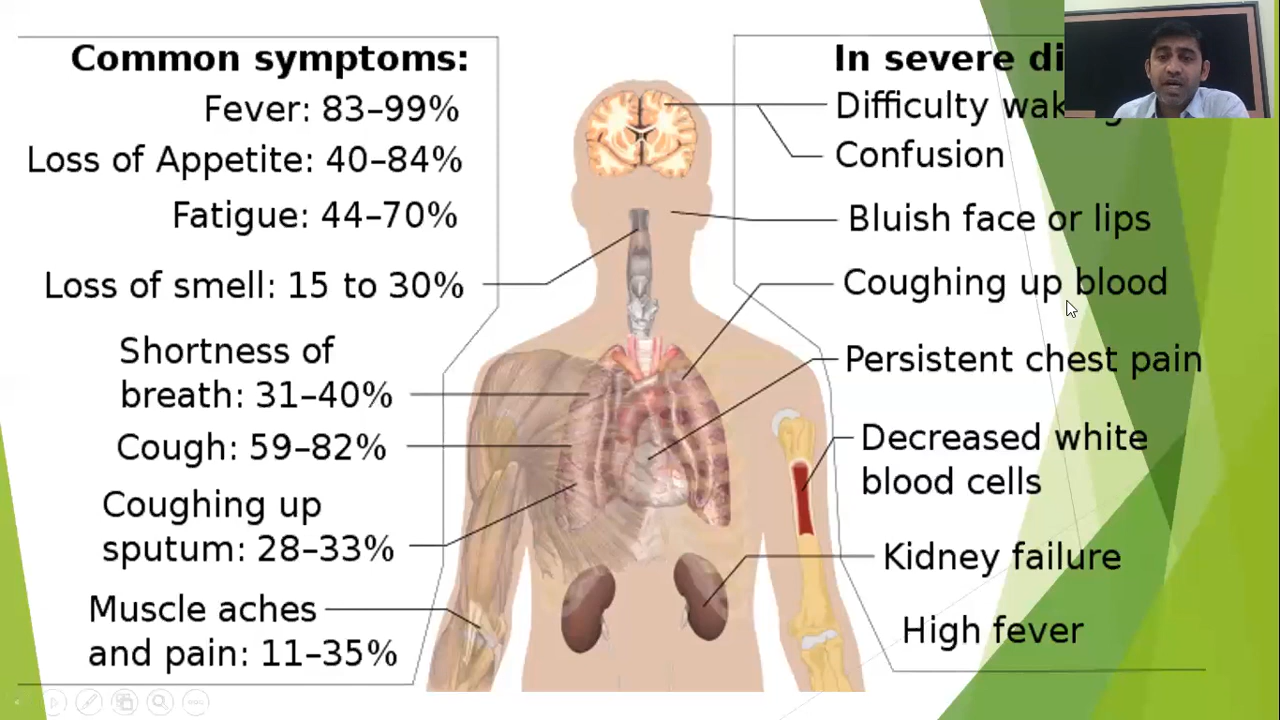 Common symptoms:
Fever: 83–99%
Loss of Appetite: 40–84%
Fatigue: 44–70%
Loss of smell: 15 to 30%
Shortness of
breath: 31–40%
Cough: 59–82%
Coughing up
sputum: 28–33%
Muscle aches
and pain: 11–35%
In severe
Difficulty
Confusion
Bluish face or lips
Coughing up blood
Persistent chest pain
Decreased white
blood cells
Kidney failure
High fever